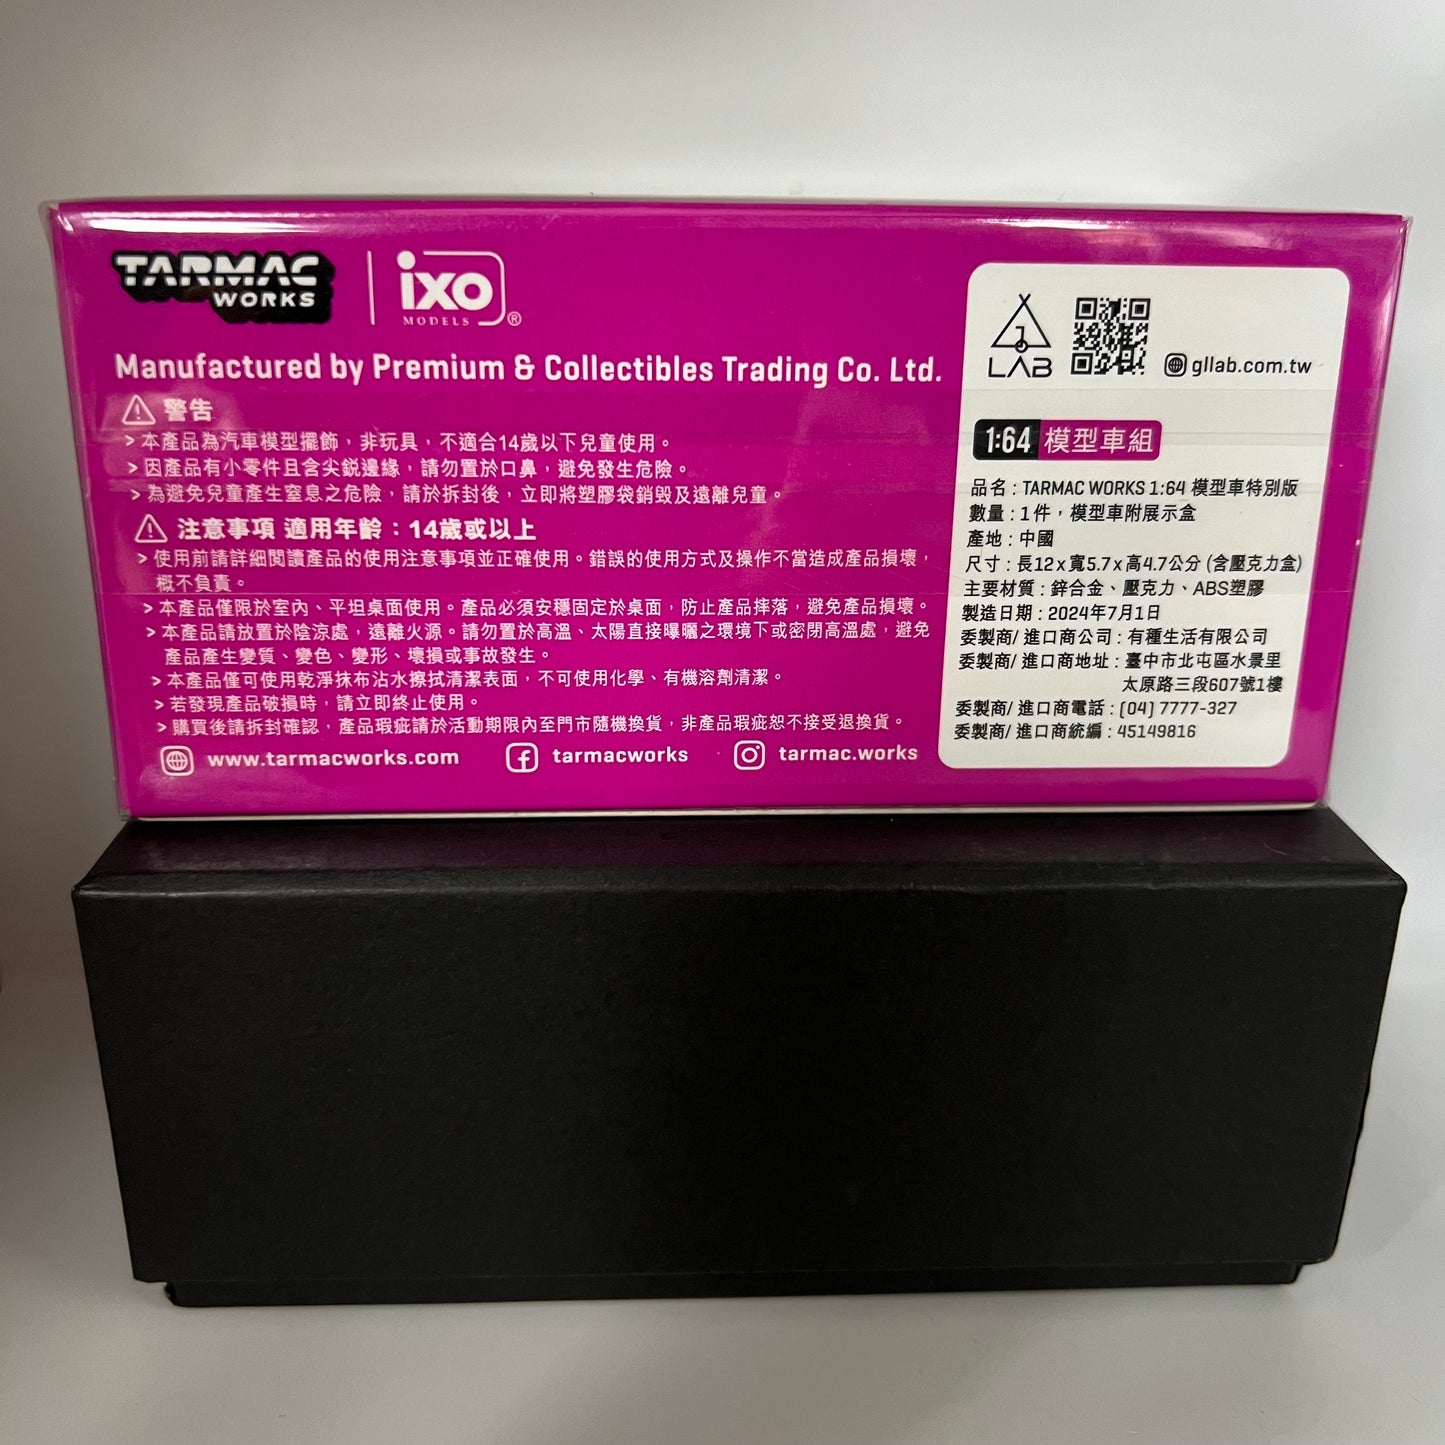 TARMAC
WORKS
ixo
MODELS
®
Manufactured by Premium & Collectibles Trading Co. Ltd.
警告
> 本產品為汽車模型擺飾，非玩具，不適合14歲以下兒童使用。
> 因產品有小零件且含尖銳邊緣，請勿置於口鼻，避免發生危險。
> 為避免兒童產生窒息之危險，請於拆封後，立即將塑膠袋銷毀及遠離兒童。
注意事項 適用年齡：14歲或以上
> 使用前請詳細閱讀產品的使用注意事項並正確使用。錯誤的使用方式及操作不當造成產品損壞，
概不負責。
> 本產品僅限於室內、平坦桌面使用。產品必須安穩固定於桌面，防止產品摔落，避免產品損壞。
> 本產品請放置於陰涼處，遠離火源。請勿置於高溫、太陽直接曝曬之環境下或密閉高溫處，避免
產品產生變質、變色、變形、壞損或事故發生。
> 本產品僅可使用乾淨抹布沾水擦拭清潔表面，不可使用化學、有機溶劑清潔。
> 若發現產品破損時，請立即終止使用。
> 購買後請拆封確認，產品瑕疵請於活動期限內至門市隨機換貨，非產品瑕疵恕不接受退換貨。
www.tarmacworks.com
tarmacworks
tarmac.works
LAB
gllab.com.tw
1:64 模型車組
品名 : TARMAC WORKS 1:64 模型車特別版
數量 : 1件，模型車附展示盒
產地 : 中國
尺寸 : 長12 x 寬5.7 x 高4.7公分 (含壓克力盒)
主要材質 : 鋅合金、壓克力、ABS塑膠
製造日期 : 2024年7月1日
委製商/ 進口商公司 : 有種生活有限公司
委製商/ 進口商地址 : 臺中市北屯區水景里
太原路三段607號1樓
委製商/ 進口商電話 : (04) 7777-327
委製商/ 進口商統編 : 45149816